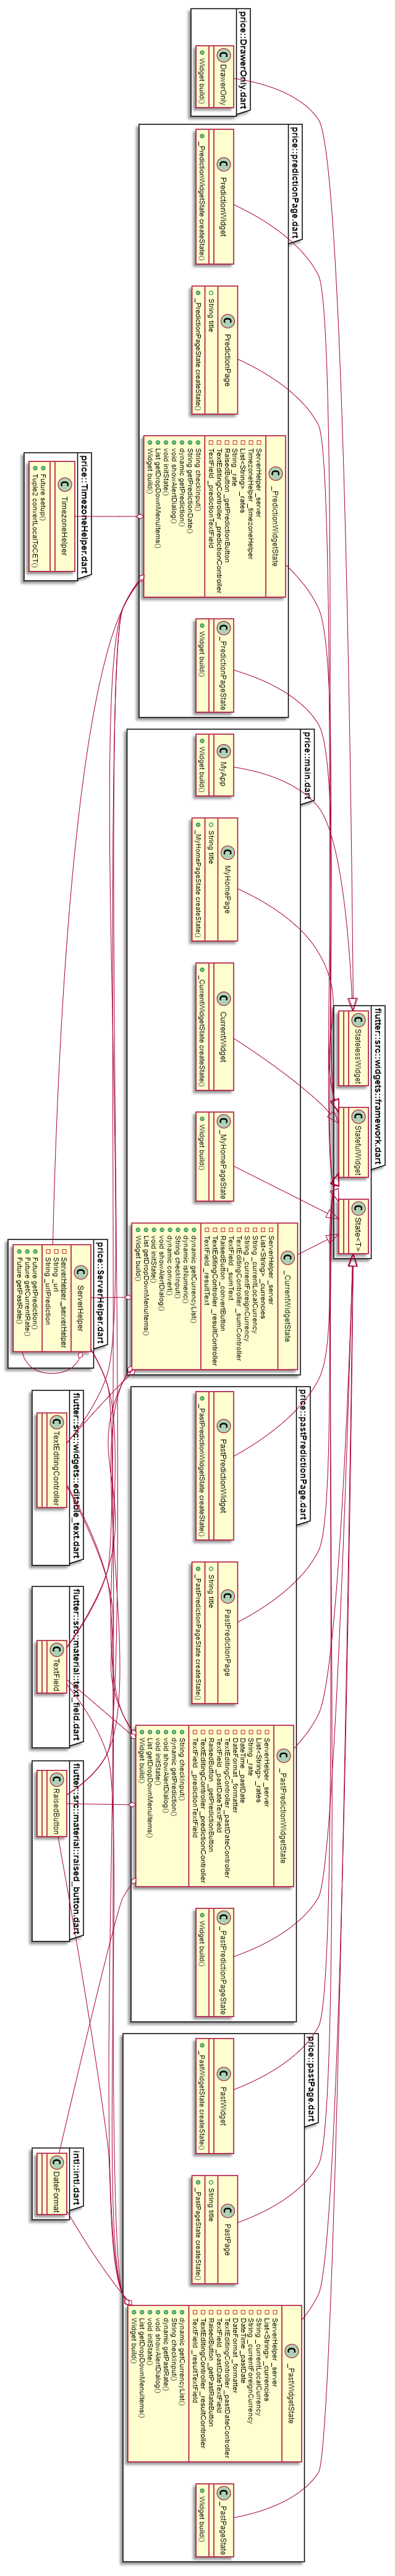 price::DrawerOnly.dart
C DrawerOnly
Widget build()
price::predictionPage.dart
C PredictionWidget
_PredictionWidgetState createState()
C PredictionPage
String title
_PredictionPageState createState()
C _PredictionWidgetState
ServerHelper _server
TimezoneHelper _timezoneHelper
List<String> _rates
String _rate
RaisedButton _getPredictionButton
TextEditingController _predictionController
TextField _predictionTextField
String checkInput()
String getPredictionDate()
dynamic getPrediction()
void showAlertDialog()
void initState()
List getDropDownMenuItems()
Widget build()
C _PredictionPageState
Widget build()
price::TimezoneHelper.dart
C TimezoneHelper
Future setup()
Tuple2 convertLocalToCET()
price::main.dart
C MyApp
Widget build()
C MyHomePage
String title
_MyHomePageState createState()
C CurrentWidget
_CurrentWidgetState createState()
C _MyHomePageState
Widget build()
C _CurrentWidgetState
ServerHelper _server
List<String> _currencies
String _currentLocalCurrency
String _currentForeignCurrency
TextEditingController _sumController
TextField _sumText
RaisedButton _convertButton
TextEditingController _resultController
TextField _resultText
dynamic getCurrencyList()
dynamic isNumeric()
String checkInput()
dynamic convert()
void showAlertDialog()
void initState()
List getDropDownMenuItems()
Widget build()
flutter::src::widgets::framework.dart
C StatelessWidget
C StatefulWidget
C State<T>
price::ServerHelper.dart
C ServerHelper
ServerHelper _serverHelper
String _url
String _urlPrediction
Future getPrediction()
Future getCurrentRate()
Future getPastRate()
price::pastPredictionPage.dart
C PastPredictionWidget
_PastPredictionWidgetState createState()
C PastPredictionPage
String title
_PastPredictionPageState createState()
C _PastPredictionWidgetState
ServerHelper _server
List<String> _rates
String _rate
DateTime _pastDate
DateFormat _formatter
TextEditingController _pastDateController
TextField _pastDateTextField
RaisedButton _getPredictionButton
TextEditingController _predictionController
TextField _predictionTextField
String checkInput()
dynamic getPrediction()
void showAlertDialog()
void initState()
List getDropDownMenuItems()
Widget build()
C _PastPredictionPageState
Widget build()
flutter::src::widgets::editable_text.dart
C TextEditingController
flutter::src::material::text_field.dart
C TextField
flutter::src::material::raised_button.dart
C RaisedButton
price::pastPage.dart
C PastWidget
_PastWidgetState createState()
C PastPage
String title
_PastPageState createState()
C _PastWidgetState
ServerHelper _server
List<String> _currencies
String _currentLocalCurrency
String _currentForeignCurrency
DateTime _pastDate
DateFormat _formatter
TextEditingController _pastDateController
TextField _pastDateTextField
RaisedButton _getPastRateButton
TextEditingController _resultController
TextField _resultTextField
dynamic getCurrencyList()
String checkInput()
dynamic getPastRate()
void showAlertDialog()
void initState()
List getDropDownMenuItems()
Widget build()
C _PastPageState
Widget build()
intl::intl.dart
C DateFormat